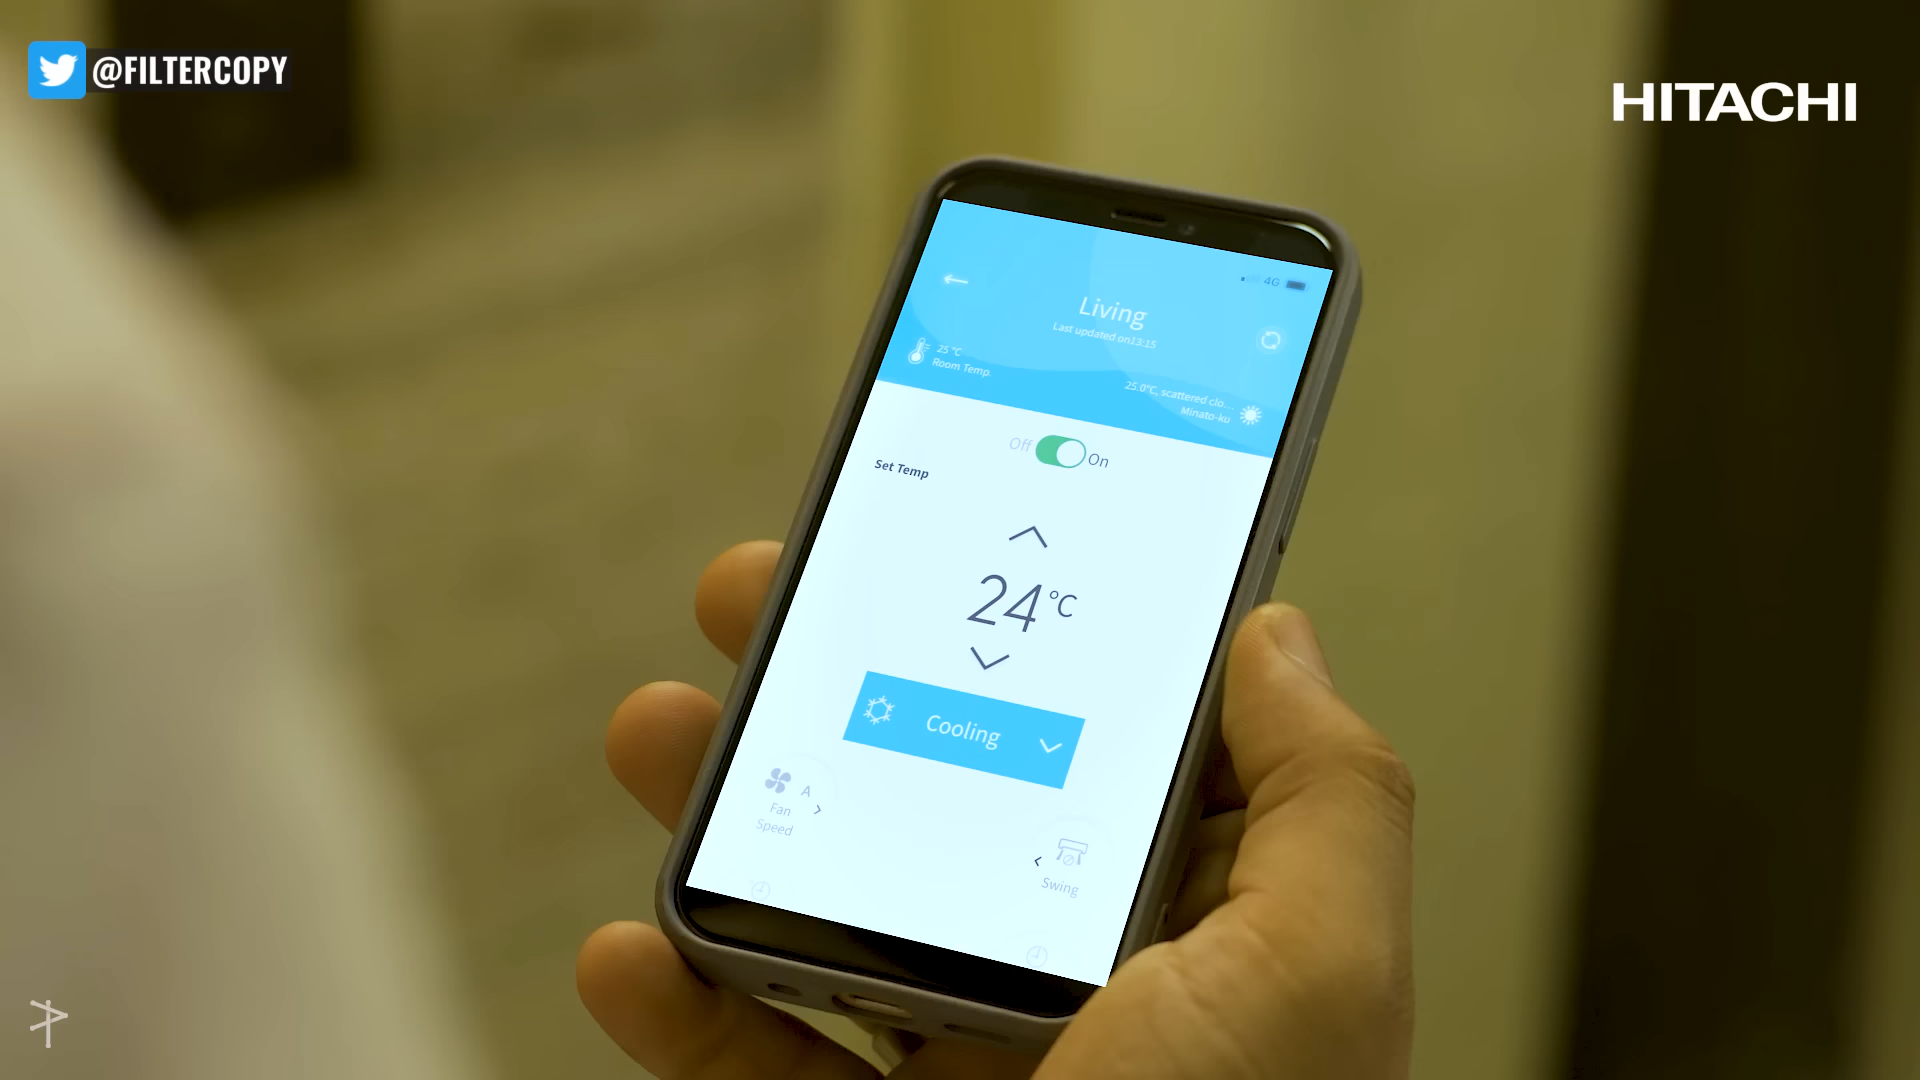 @FILTERCOPY
HITACHI
4G
Living
Last updated on13:15
25 °C
Room Temp.
25.0°C, scattered clo...
Minato-ku
Off On
Set Temp
24 °C
Cooling
A
Fan
Speed
Swing